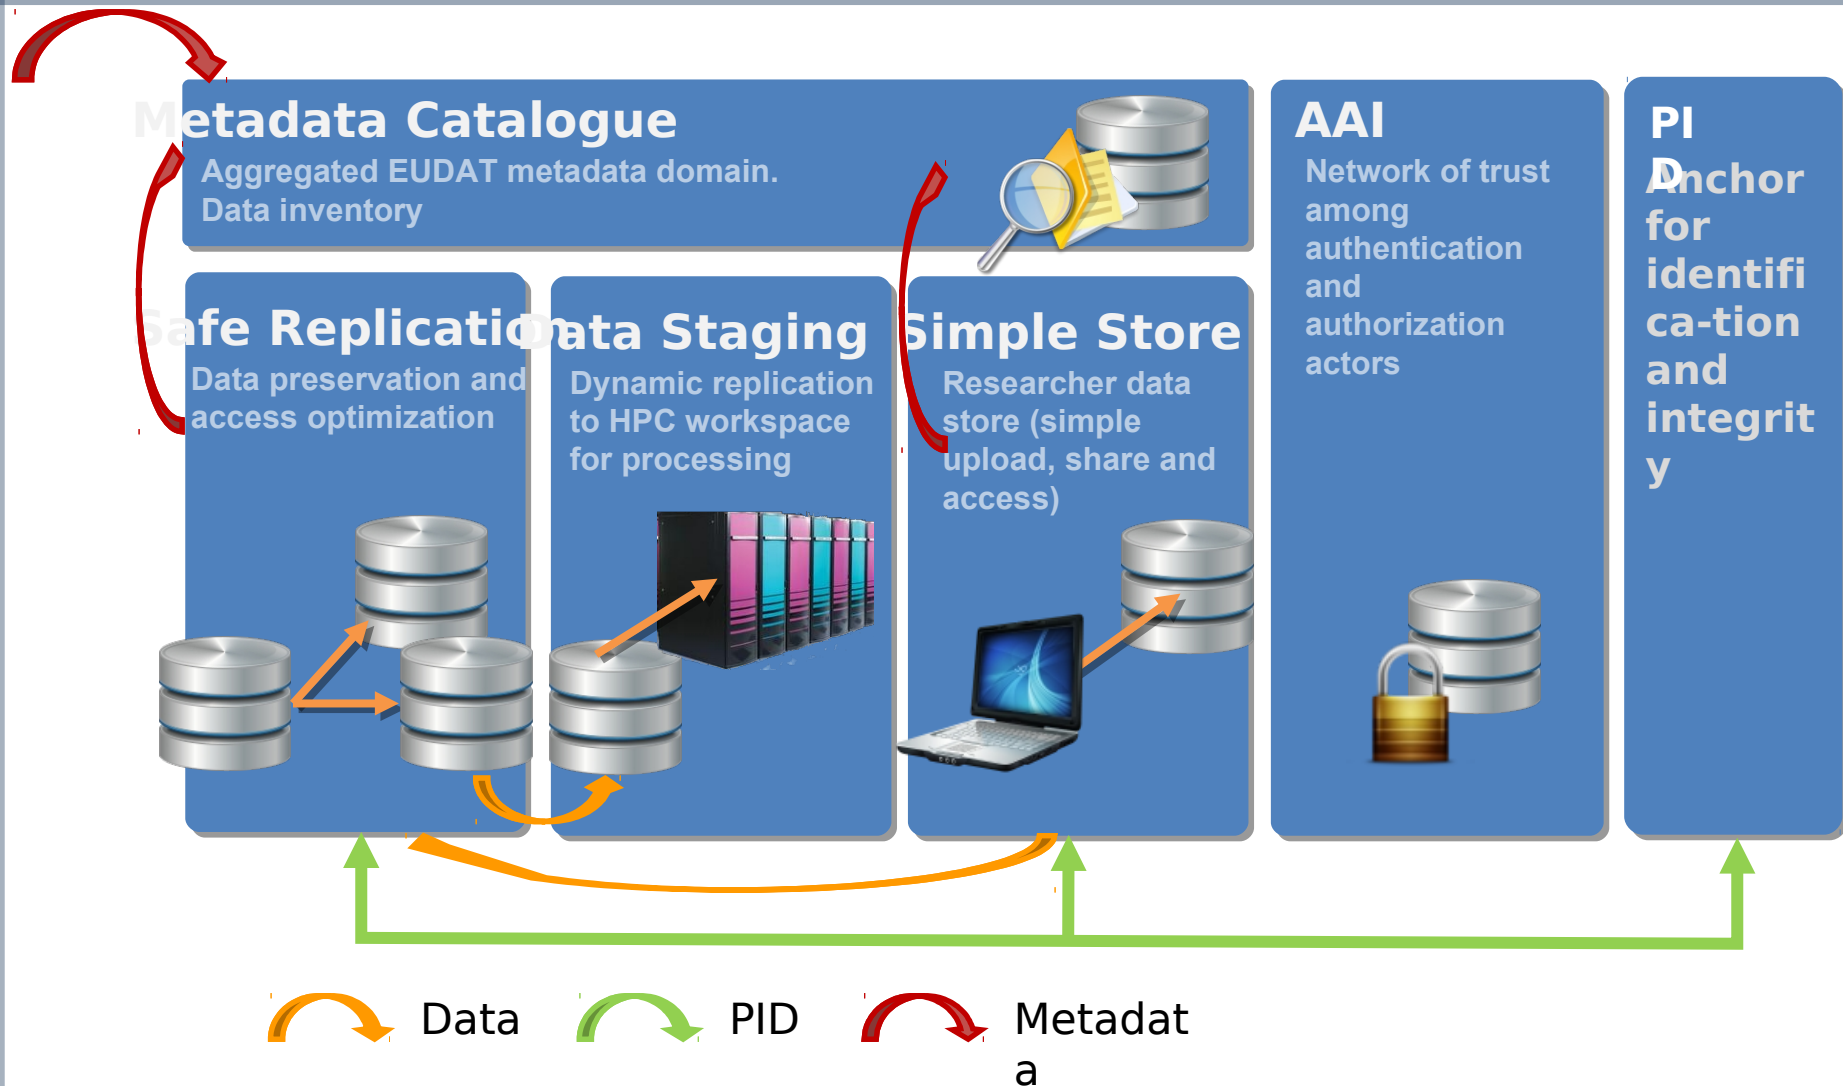 Metadata Catalogue
Aggregated EUDAT metadata domain.
Data inventory
Safe Replication
Data preservation and
access optimization
Data Staging
Dynamic replication
to HPC workspace
for processing
Simple Store
Researcher data
store (simple
upload, share and
access)
AAI
Network of trust
among
authentication
and
authorization
actors
PI
D
Anchor
for
identifi
ca-tion
and
integrit
y
Data
PID
Metadat
a